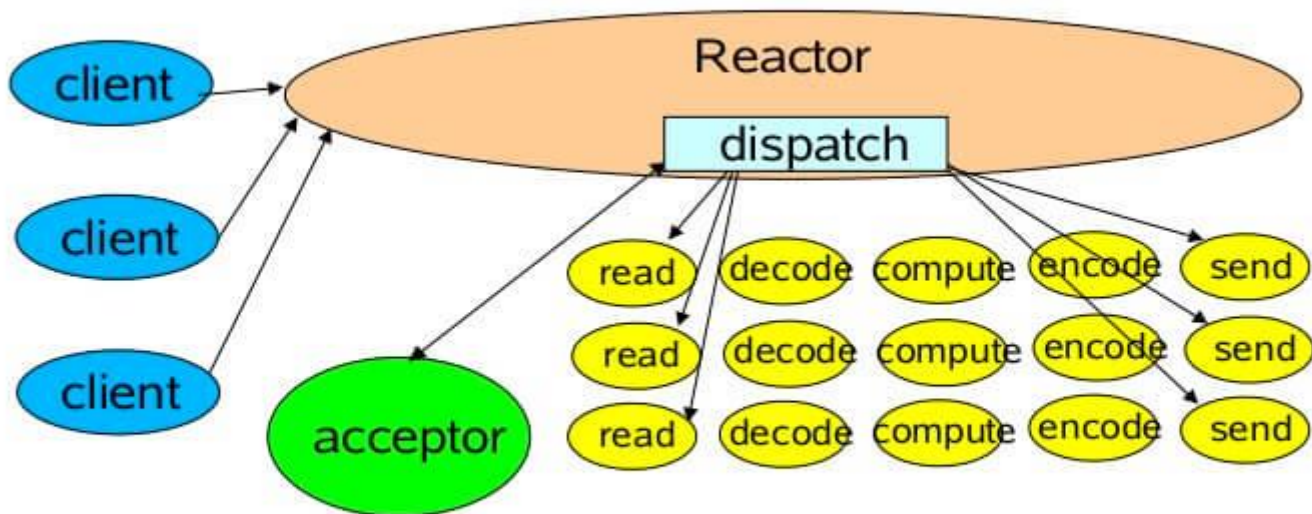 Reactor
client
dispatch
client
client
acceptor
read decode compute encode send
read decode compute encode send
read decode compute encode send